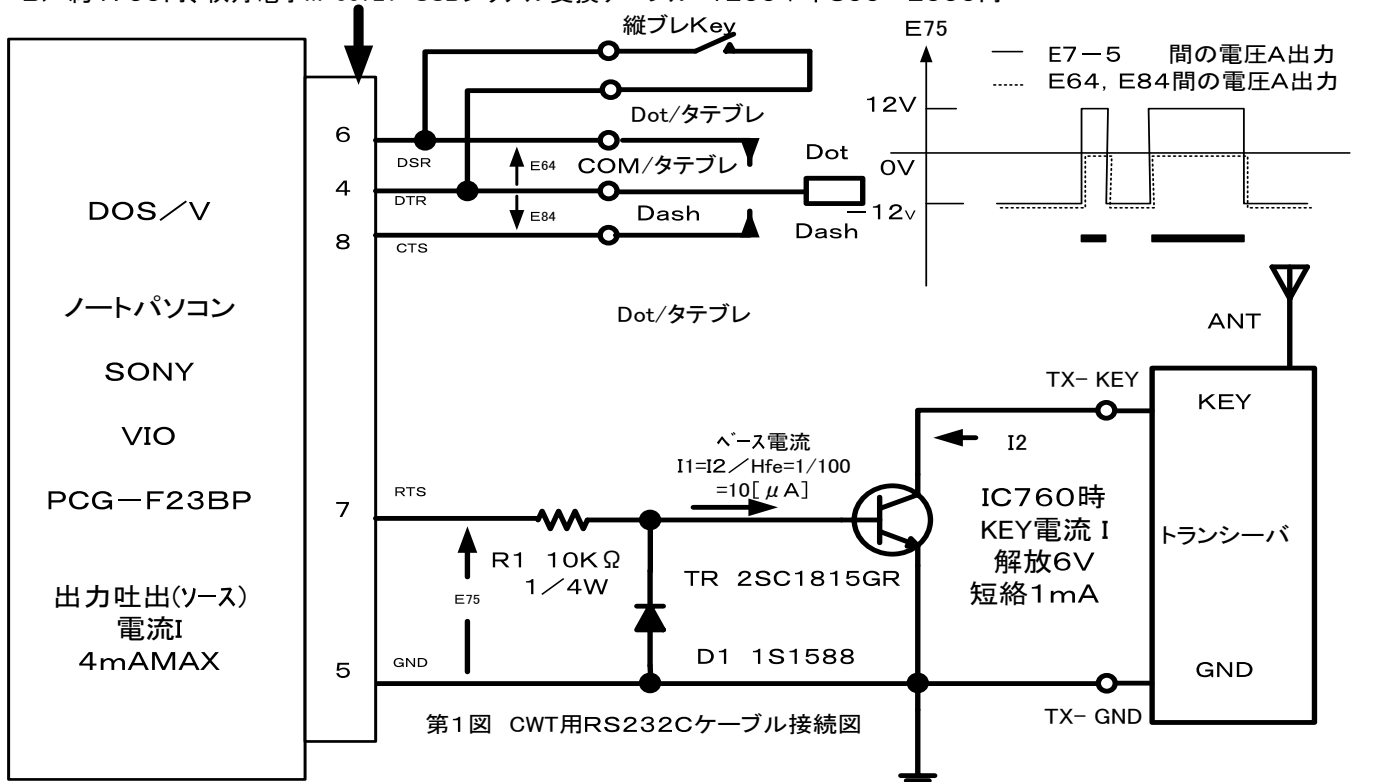 縦ブレKey
E75
E7－5 間の電圧A出力
E64，E84間の電圧A出力
12V
0V
－12v
Dot/タテブレ
COM/タテブレ
Dot
Dash
Dash
6
DSR
E64
4
DTR
E84
8
CTS
DOS／V
ノートパソコン
SONY
VIO
PCG－F23BP
出力吐出(ソース)
電流I
4mAMAX
Dot/タテブレ
ANT
TX- KEY
KEY
I2
ベース電流
I1=I2／Hfe=1/100
=10[μA]
7
RTS
R1 10KΩ
1／4W
E75
TR 2SC1815GR
IC760時
KEY電流 I
解放6V
短絡1mA
トランシーバ
D1 1S1588
5
GND
GND
TX- GND
第1図 CWT用RS232Cケーブル接続図